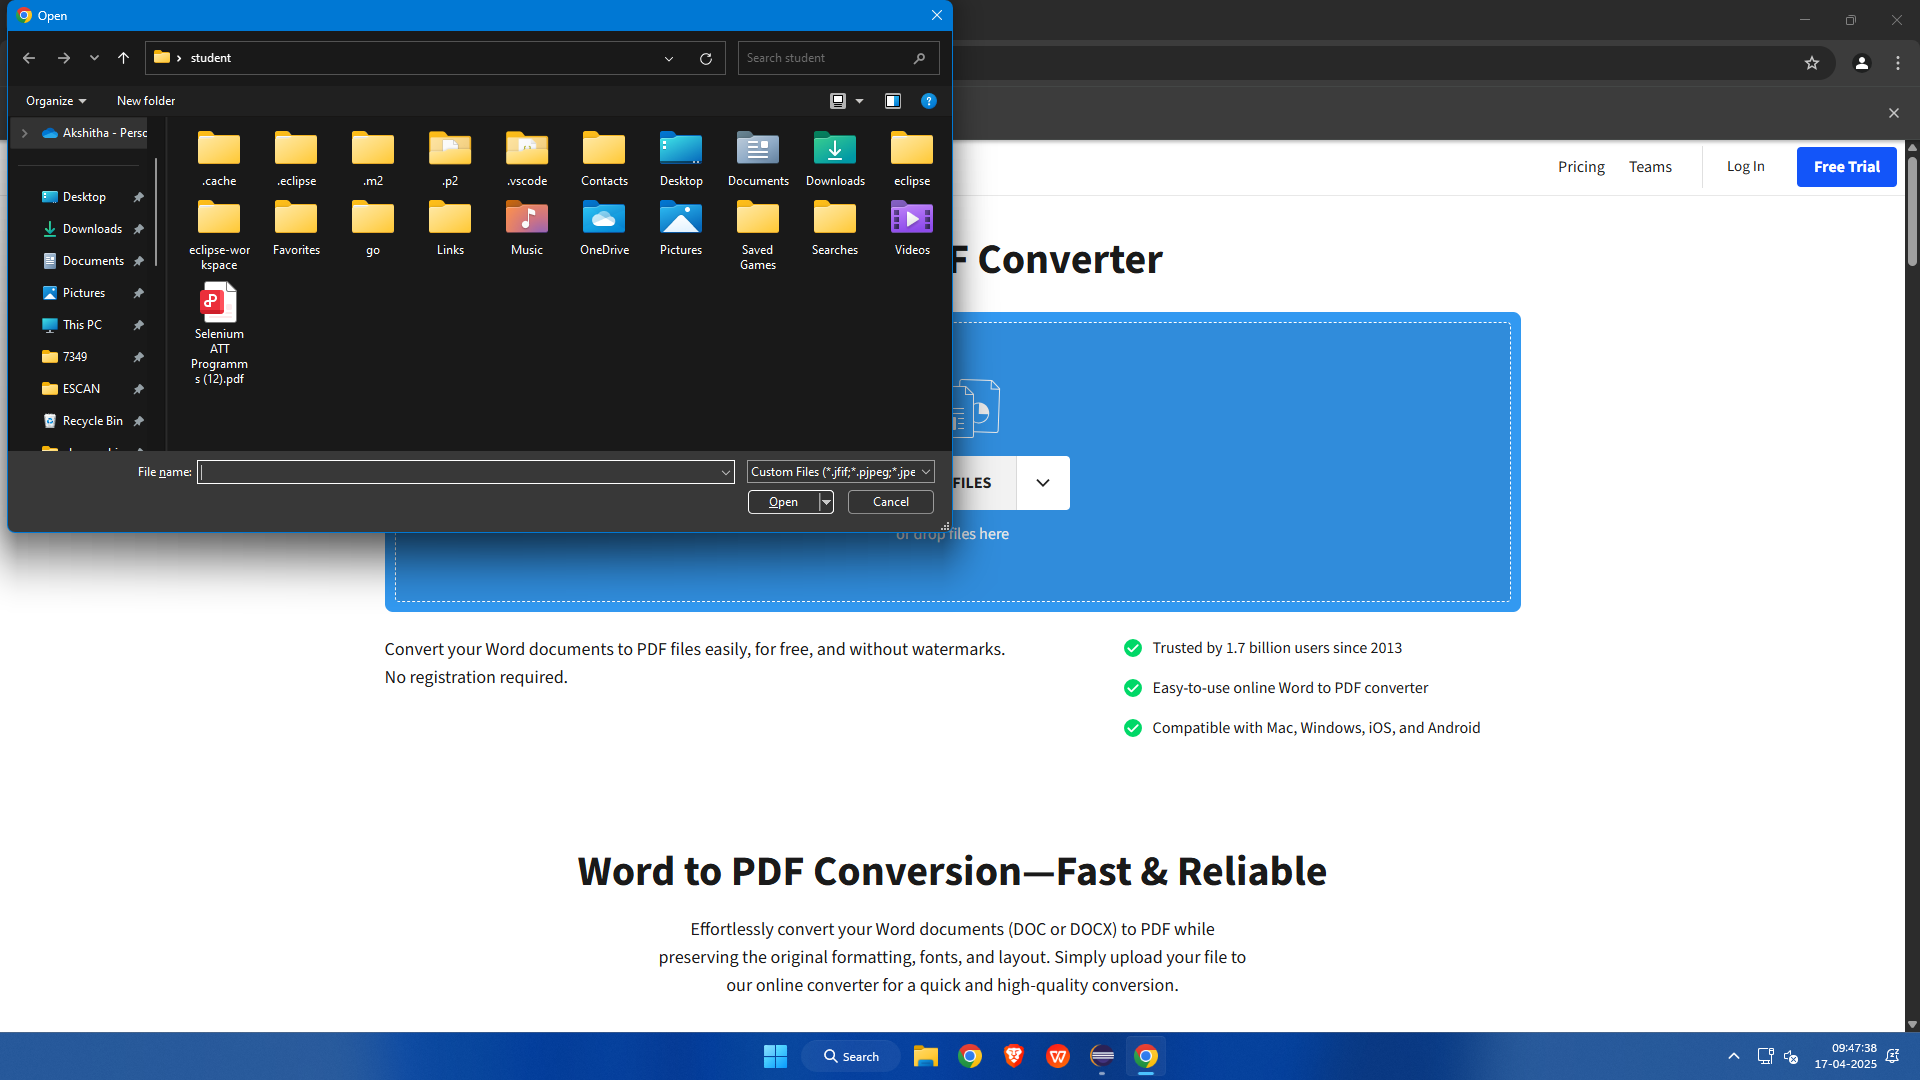 Open
student
Search student
Organize
New folder
Akshitha - Perso
Desktop
Downloads
Documents
Pictures
This PC
7349
ESCAN
Recycle Bin
.cache
.eclipse
.m2
.p2
.vscode
Contacts
Desktop
Documents
Downloads
eclipse
eclipse-wor
kspace
Favorites
go
Links
Music
OneDrive
Pictures
Saved
Games
Searches
Videos
Selenium
ATT
Programm
s (12).pdf
File name:
Custom Files (*.jfif;*.pjpeg;*.jpe
Open
Cancel
Pricing
Teams
Log In
Free Trial
F Converter
FILES
or drop files here
Convert your Word documents to PDF files easily, for free, and without watermarks.
No registration required.
Trusted by 1.7 billion users since 2013
Easy-to-use online Word to PDF converter
Compatible with Mac, Windows, iOS, and Android
Word to PDF Conversion—Fast & Reliable
Effortlessly convert your Word documents (DOC or DOCX) to PDF while
preserving the original formatting, fonts, and layout. Simply upload your file to
our online converter for a quick and high-quality conversion.
Search
09:47:38
17-04-2025